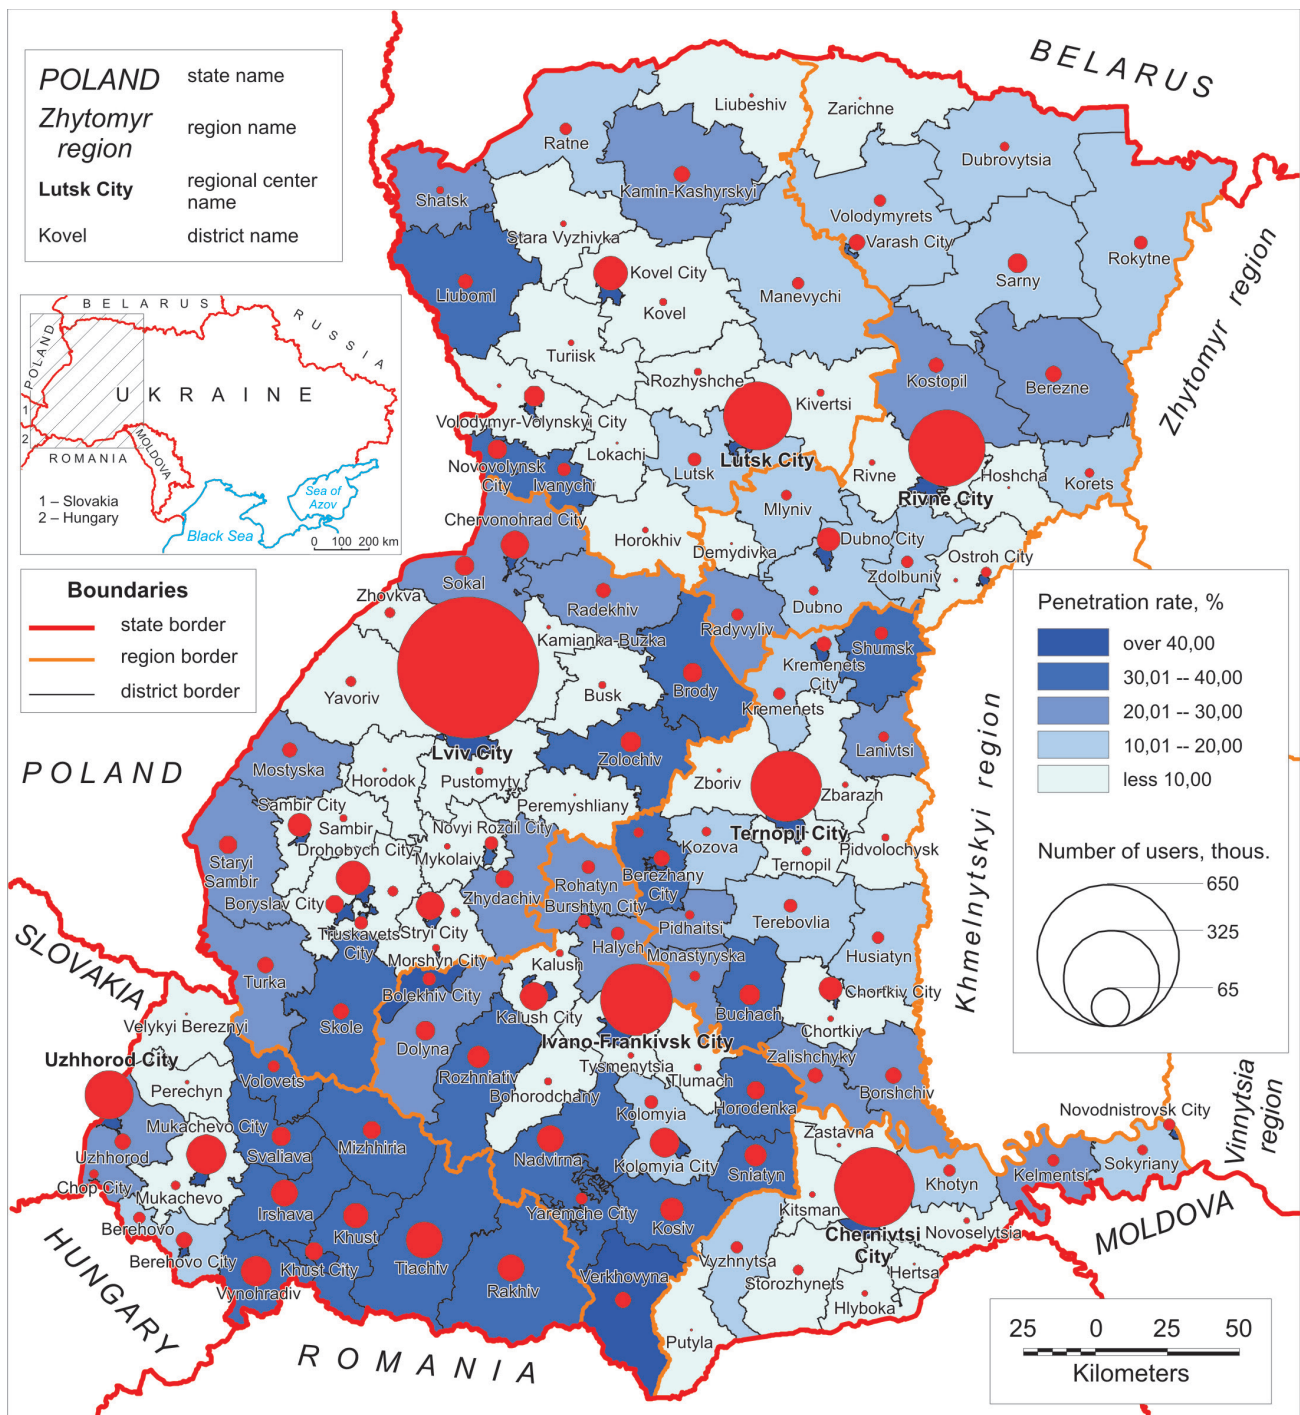 POLAND
state name
Zhytomyr
region
region name
Lutsk City
regional center
name
Kovel
district name
BELARUS
RUSSIA
POLAND
UKRAINE
1
2
MOLDOVA
ROMANIA
1 – Slovakia
2 – Hungary
Sea of
Azov
Black Sea
0 100 200 km
Boundaries
state border
region border
district border
BELARUS
Zhytomyr region
Khmelnytskyi region
Vinnytsia
region
MOLDOVA
ROMANIA
HUNGARY
SLOVAKIA
POLAND
Liubeshiv
Zarichne
Ratne
Dubrovytsia
Kamin-Kashyrskyi
Shatsk
Volodymyrets
Varash City
Rokytne
Stara Vyzhivka
Kovel City
Sarny
Liuboml
Manevychi
Kovel
Turiisk
Rozhyshche
Kostopil
Berezne
Kivertsi
Volodymyr-Volynskyi City
Lokachi
Lutsk City
Novovolynsk
City
Ivanychi
Lutsk
Rivne
Hoshcha
Korets
Rivne City
Mlyniv
Chervonohrad City
Horokhiv
Demydivka
Dubno City
Ostroh City
Zdolbuniv
Sokal
Zhovkva
Radekhiv
Dubno
Radyvyliv
Kamianka-Buzka
Shumsk
Kremenets
City
Yavoriv
Busk
Brody
Kremenets
Lviv City
Zolochiv
Lanivtsi
Mostyska
Horodok
Pustomyty
Zboriv
Zbarazh
Peremyshliany
Sambir City
Sambir
Novyi Rozdil City
Ternopil City
Drohobych City
Mykolaiv
Kozova
Pidvolochysk
Staryi
Sambir
Ternopil
Rohatyn
Berezhany
City
Boryslav City
Zhydachiv
Burshtyn City
Terebovlia
Truskavets
City
Stryi City
Pidhaitsi
Halych
Morshyn City
Kalush
Monastyryska
Husiatyn
Turka
Bolekhiv City
Chortkiv City
Skole
Kalush City
Buchach
Velykyi Bereznyi
Chortkiv
Dolyna
Ivano-Frankivsk City
Uzhhorod City
Tysmenytsia
Zalishchyky
Volovets
Rozhniativ
Tlumach
Perechyn
Bohorodchany
Borshchiv
Kolomyia
Horodenka
Novodnistrovsk City
Mukachevo City
Mizhhiria
Zastavna
Uzhhorod
Svaliava
Nadvirna
Kolomyia City
Sniatyn
Sokyriany
Kelmentsi
Chop City
Mukachevo
Khotyn
Kitsman
Irshava
Yaremche City
Kosiv
Berehovo
Khust
Chernivtsi
City
Novoselytsia
Berehovo City
Khust City
Tiachiv
Vyzhnytsa
Hertsa
Vynohradiv
Rakhiv
Verkhovyna
Storozhynets
Hlyboka
Putyla
Penetration rate, %
over 40,00
30,01 -- 40,00
20,01 -- 30,00
10,01 -- 20,00
less 10,00
Number of users, thous.
650
325
65
25 0 25 50
Kilometers